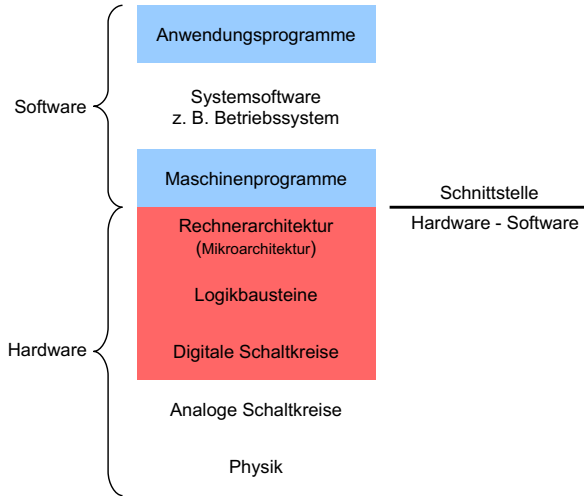 Anwendungsprogramme
Software
Systemsoftware
z. B. Betriebssystem
Maschinenprogramme
Schnittstelle
Hardware - Software
Rechnerarchitektur
(Mikroarchitektur)
Logikbausteine
Hardware
Digitale Schaltkreise
Analoge Schaltkreise
Physik